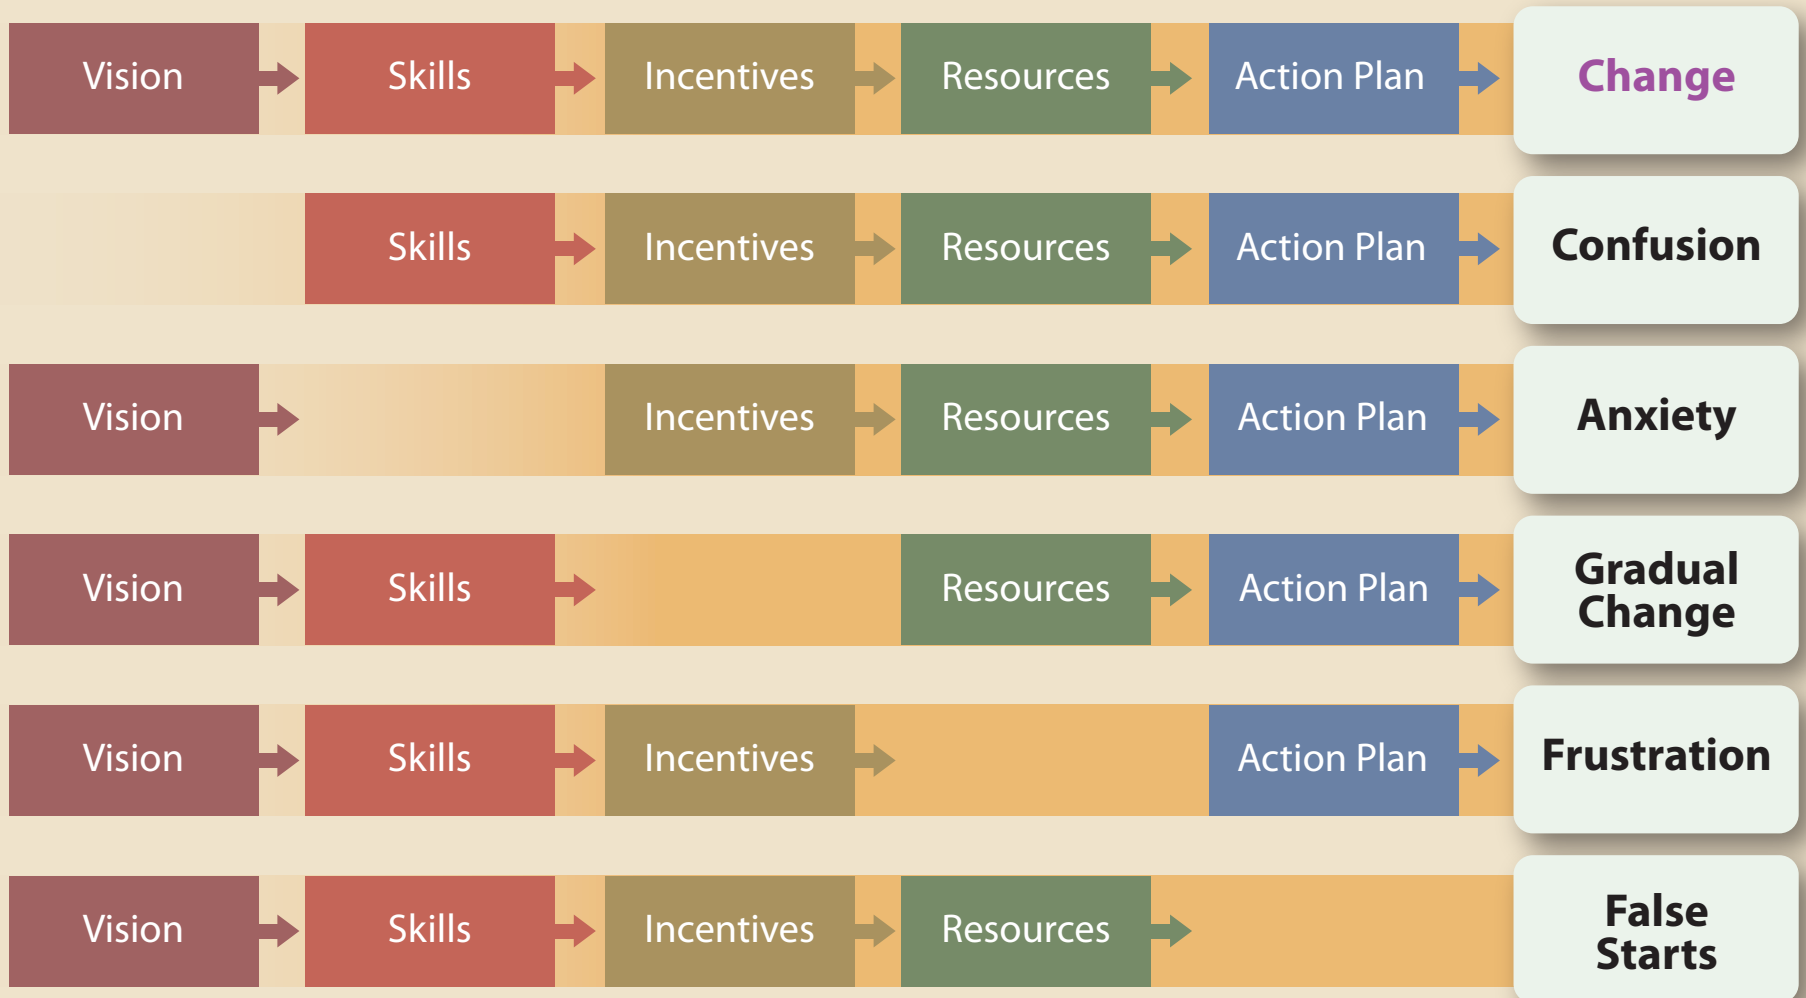 Vision Skills Incentives Resources Action Plan Change
Skills Incentives Resources Action Plan Confusion
Vision Incentives Resources Action Plan Anxiety
Vision Skills Resources Action Plan Gradual
Change
Vision Skills Incentives Action Plan Frustration
Vision Skills Incentives Resources False
Starts